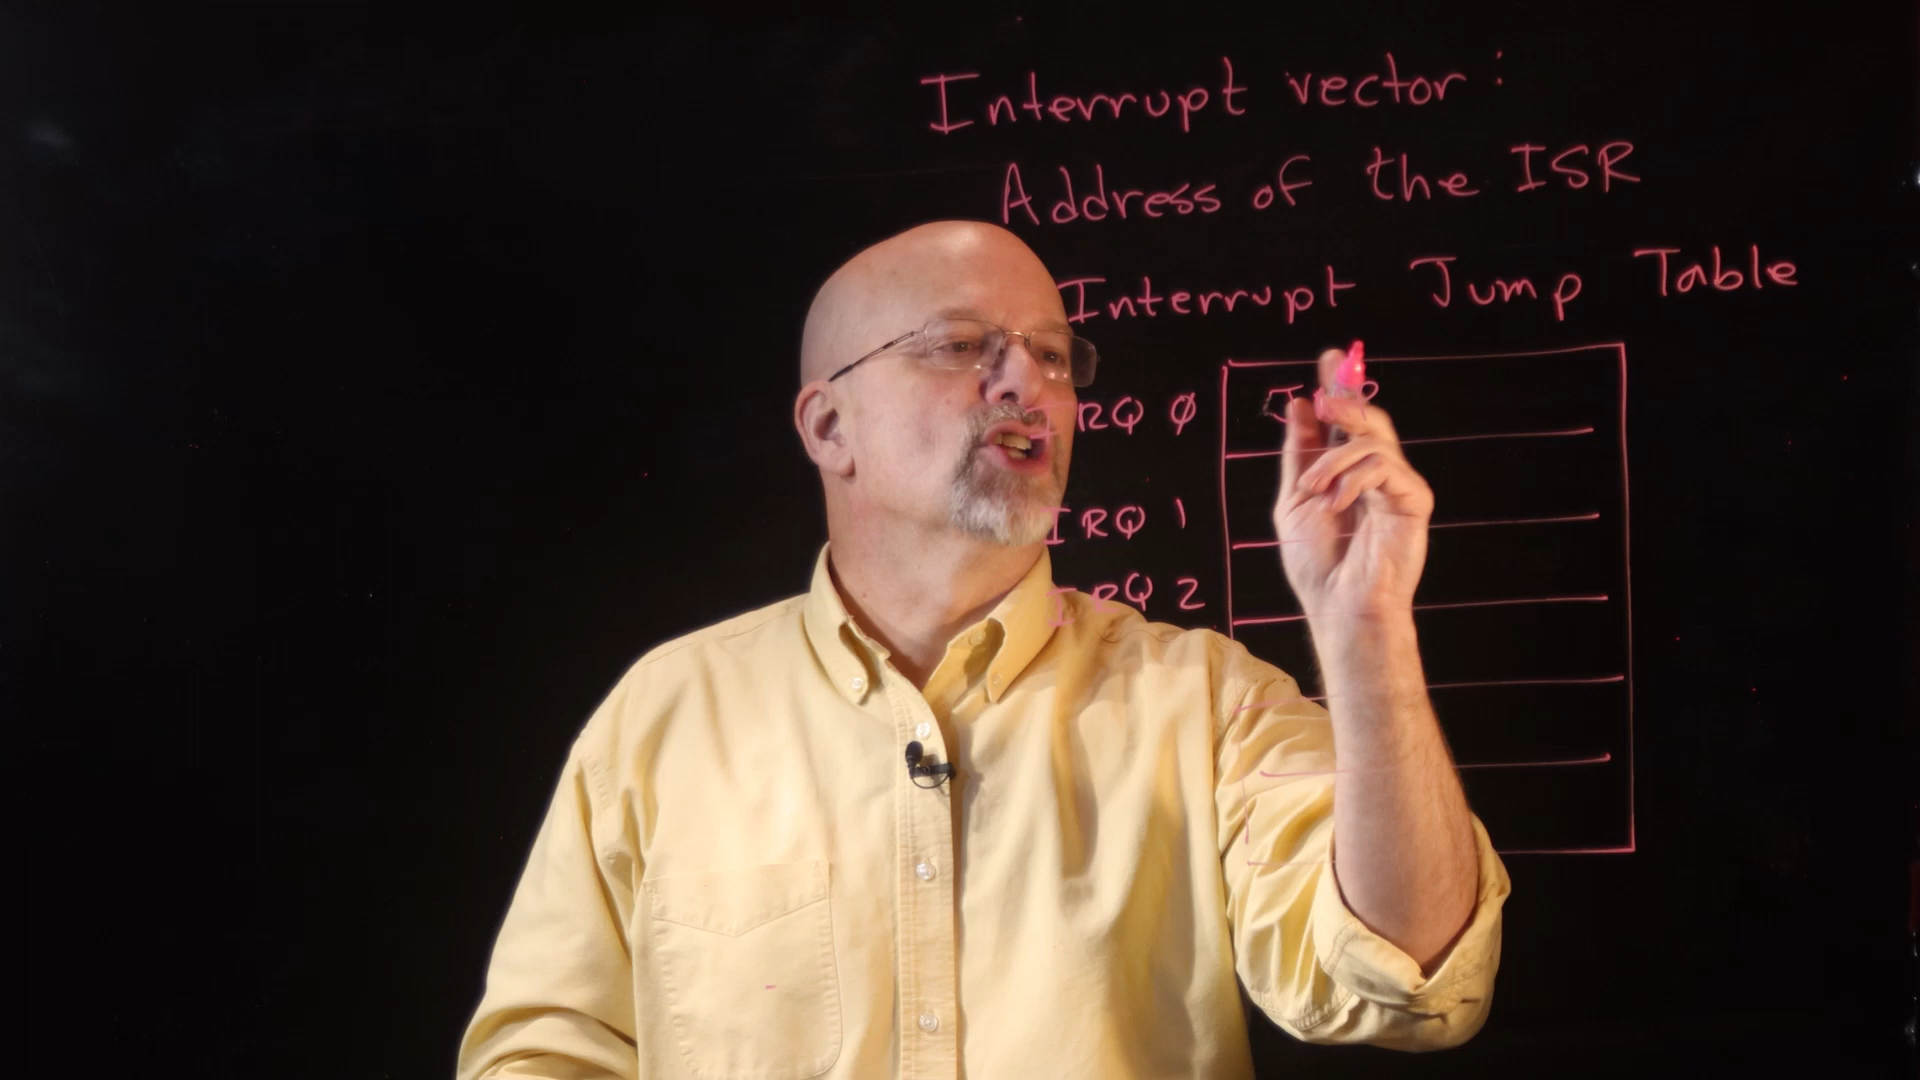 Interrupt vector:
Address of the ISR
Interrupt Jump Table
IRQ 0
IRQ 1
IRQ 2